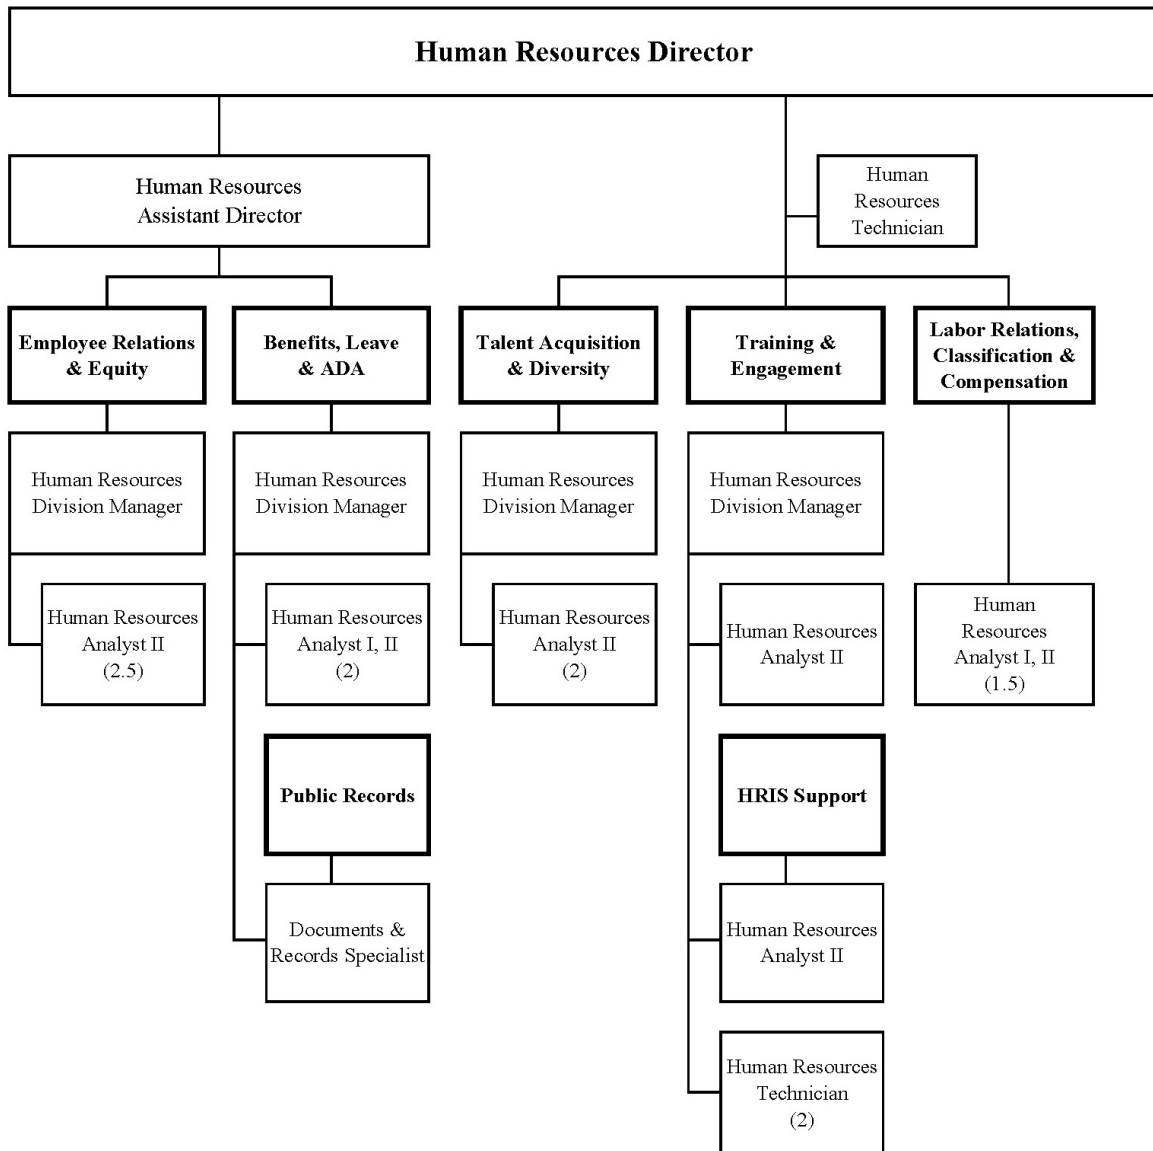 Human Resources Director
Human Resources
Assistant Director
Human
Resources
Technician
Employee Relations
& Equity
Benefits, Leave
& ADA
Talent Acquisition
& Diversity
Training &
Engagement
Labor Relations,
Classification &
Compensation
Human Resources
Division Manager
Human Resources
Division Manager
Human Resources
Division Manager
Human Resources
Division Manager
Human Resources
Analyst II
(2.5)
Human Resources
Analyst I, II
(2)
Human Resources
Analyst II
(2)
Human Resources
Analyst II
Human
Resources
Analyst I, II
(1.5)
Public Records
HRIS Support
Documents &
Records Specialist
Human Resources
Analyst II
Human Resources
Technician
(2)